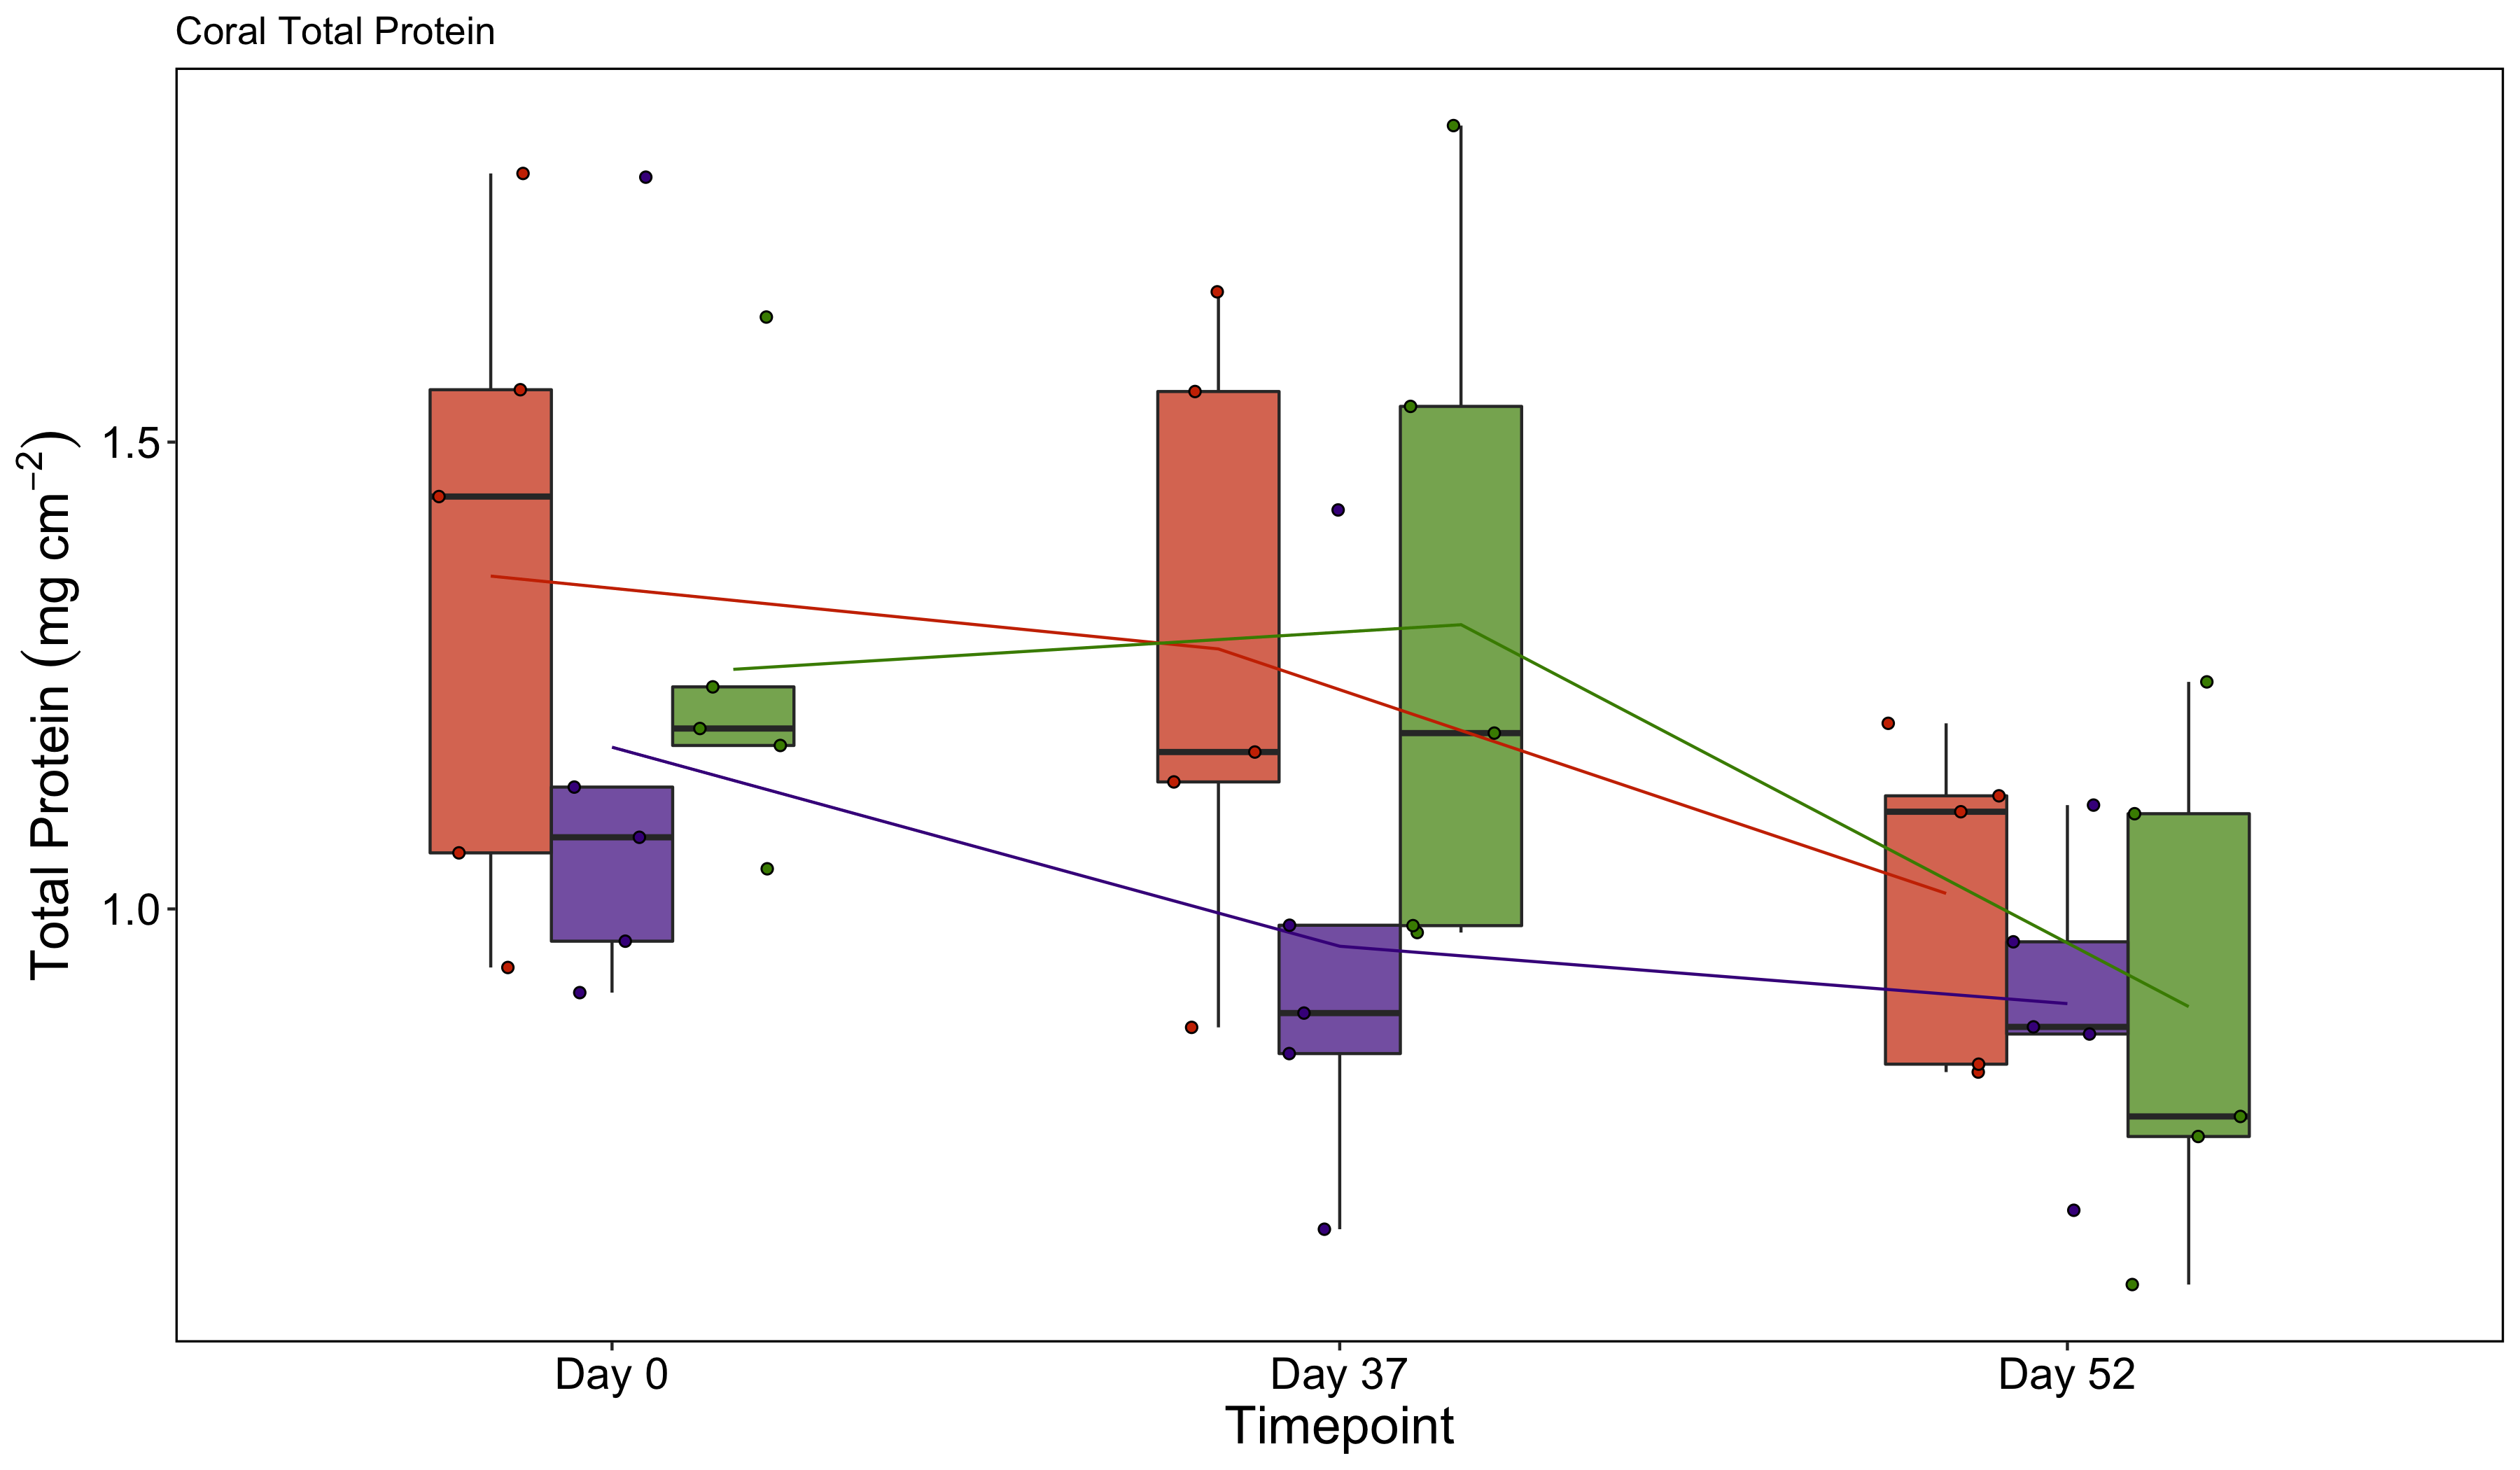 Coral Total Protein
Total Protein (mg cm⁻²)
1.5
1.0
Day 0
Day 37
Day 52
Timepoint